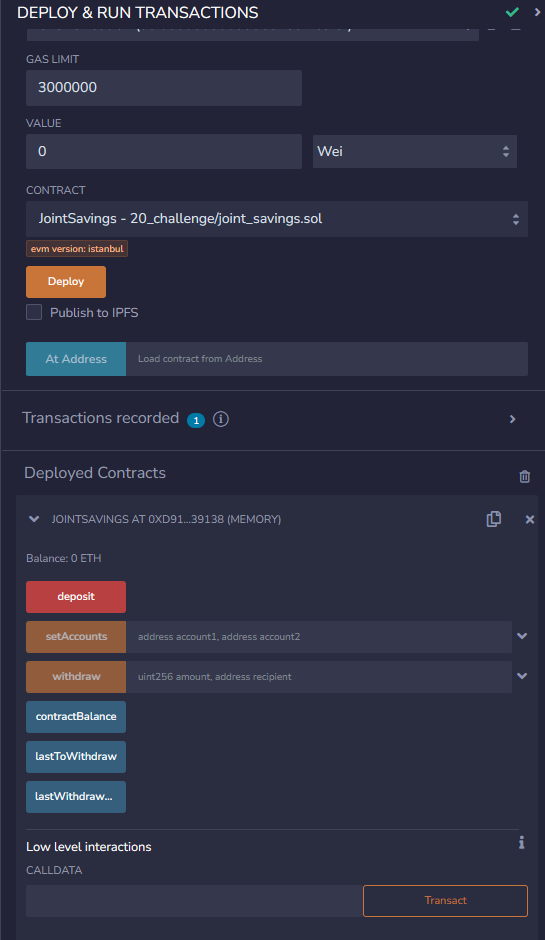 DEPLOY & RUN TRANSACTIONS
GAS LIMIT
3000000
VALUE
0
Wei
CONTRACT
JointSavings - 20_challenge/joint_savings.sol
evm version: istanbul
Deploy
Publish to IPFS
At Address
Load contract from Address
Transactions recorded 1 i
Deployed Contracts
JOINTSAVINGS AT 0XD91...39138 (MEMORY)
Balance: 0 ETH
deposit
setAccounts
address account1, address account2
withdraw
uint256 amount, address recipient
contractBalance
lastToWithdraw
lastWithdraw...
Low level interactions
i
CALLDATA
Transact